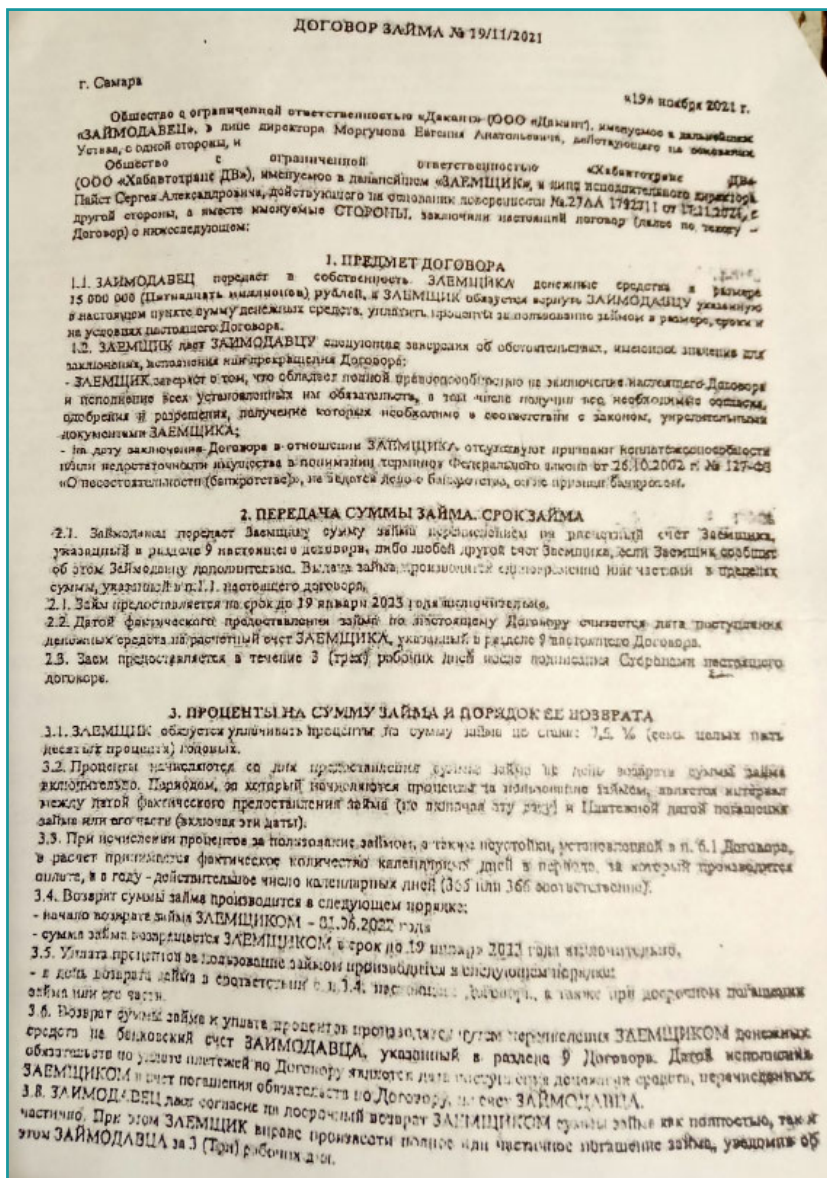 ДОГОВОР ЗАЙМА № 19/11/2021
г. Самара
«19» ноября 2021 г.
Общество с ограниченной ответственностью «Дакант» (ООО «Дакант»), именуемое в дальнейшем
«ЗАЙМОДАВЕЦ», в лице директора Моргунова Евгения Анатольевича, действующего на основании
Устава, с одной стороны, и
Общество с ограниченной ответственностью «Хабавтотранс ДВ»
(ООО «Хабавтотранс ДВ»), именуемое в дальнейшем «ЗАЕМЩИК», в лице исполнительного директора
Пайст Сергея Александровича, действующего на основании доверенности № 27АА 1792711 от 17.11.2021, с
другой стороны, а вместе именуемые СТОРОНЫ, заключили настоящий договор (далее по тексту –
Договор) о нижеследующем:
1. ПРЕДМЕТ ДОГОВОРА
1.1. ЗАЙМОДАВЕЦ передает в собственность ЗАЕМЩИКА денежные средства в размере
15 000 000 (Пятнадцать миллионов) рублей, а ЗАЕМЩИК обязуется вернуть ЗАЙМОДАВЦУ указанную
в настоящем пункте сумму денежных средств, уплатить проценты за пользование займом в размере, сроки и
на условиях настоящего Договора.
1.2. ЗАЕМЩИК дает ЗАЙМОДАВЦУ следующие заверения об обстоятельствах, имеющих значение для
заключения, исполнения или прекращения Договора:
- ЗАЕМЩИК заверяет о том, что обладает полной правоспособностью на заключение настоящего Договора
и исполнение всех установленных им обязательств, в том числе получил все необходимые согласия,
одобрения и разрешения, получение которых необходимо в соответствии с законом, учредительными
документами ЗАЕМЩИКА;
- на дату заключения Договора в отношении ЗАЕМЩИКА отсутствуют признаки неплатежеспособности
и/или недостаточности имущества в понимании терминов Федерального закона от 26.10.2002 г. № 127-ФЗ
«О несостоятельности (банкротстве)», не ведется дело о банкротстве, он не признан банкротом.
2. ПЕРЕДАЧА СУММЫ ЗАЙМА. СРОК ЗАЙМА
2.1. Займодавец передает Заемщику сумму займа перечислением на расчетный счет Заемщика,
указанный в разделе 9 настоящего договора, либо любой другой счет Заемщика, если Заемщик сообщит
об этом Займодавцу дополнительно. Выдача займа производится единовременно или частями в пределах
суммы, указанной в п.1.1. настоящего договора.
2.1. Займ предоставляется на срок до 19 января 2023 года включительно.
2.2. Датой фактического предоставления займа по настоящему Договору считается дата поступления
денежных средств на расчетный счет ЗАЕМЩИКА, указанный в разделе 9 настоящего Договора.
2.3. Заем предоставляется в течение 3 (трех) рабочих дней после подписания Сторонами настоящего
договора.
3. ПРОЦЕНТЫ НА СУММУ ЗАЙМА И ПОРЯДОК ЕЕ ВОЗВРАТА
3.1. ЗАЕМЩИК обязуется уплачивать проценты на сумму займа по ставке 7,5 % (семь целых пять
десятых процента) годовых.
3.2. Проценты начисляются со дня предоставления суммы займа по день возврата суммы займа
включительно. Периодом, за который начисляются проценты за пользование займом, является интервал
между датой фактического предоставления займа (не включая эту дату) и Платежной датой погашения
займа или его части (включая эти даты).
3.3. При исчислении процентов за пользование займом, а также неустойки, установленной в п. 6.1 Договора,
в расчет принимается фактическое количество календарных дней в периоде, за который производится
оплата, а в году - действительное число календарных дней (365 или 366 соответственно).
3.4. Возврат суммы займа производится в следующем порядке:
- начало возврата займа ЗАЕМЩИКОМ – 01.06.2022 года
- сумма займа возвращается ЗАЕМЩИКОМ в срок до 19 января 2023 года включительно.
3.5. Уплата процентов за пользование займом производится в следующем порядке:
- в день возврата займа в соответствии с п.3.4. настоящего Договора, а также при досрочном погашении
займа или его части.
3.6. Возврат суммы займа и уплата процентов производятся путем перечисления ЗАЕМЩИКОМ денежных
средств на банковский счет ЗАЙМОДАВЦА, указанный в разделе 9 Договора. Датой исполнения
обязательств по уплате платежей по Договору является дата поступления денежных средств, перечисленных
ЗАЕМЩИКОМ в счет погашения обязательств по Договору, на счет ЗАЙМОДАВЦА.
3.8. ЗАЙМОДАВЕЦ дает согласие на досрочный возврат ЗАЕМЩИКОМ суммы займа как полностью, так и
частично. При этом ЗАЕМЩИК вправе произвести полное или частичное погашение займа, уведомив об
этом ЗАЙМОДАВЦА за 3 (Три) рабочих дня.